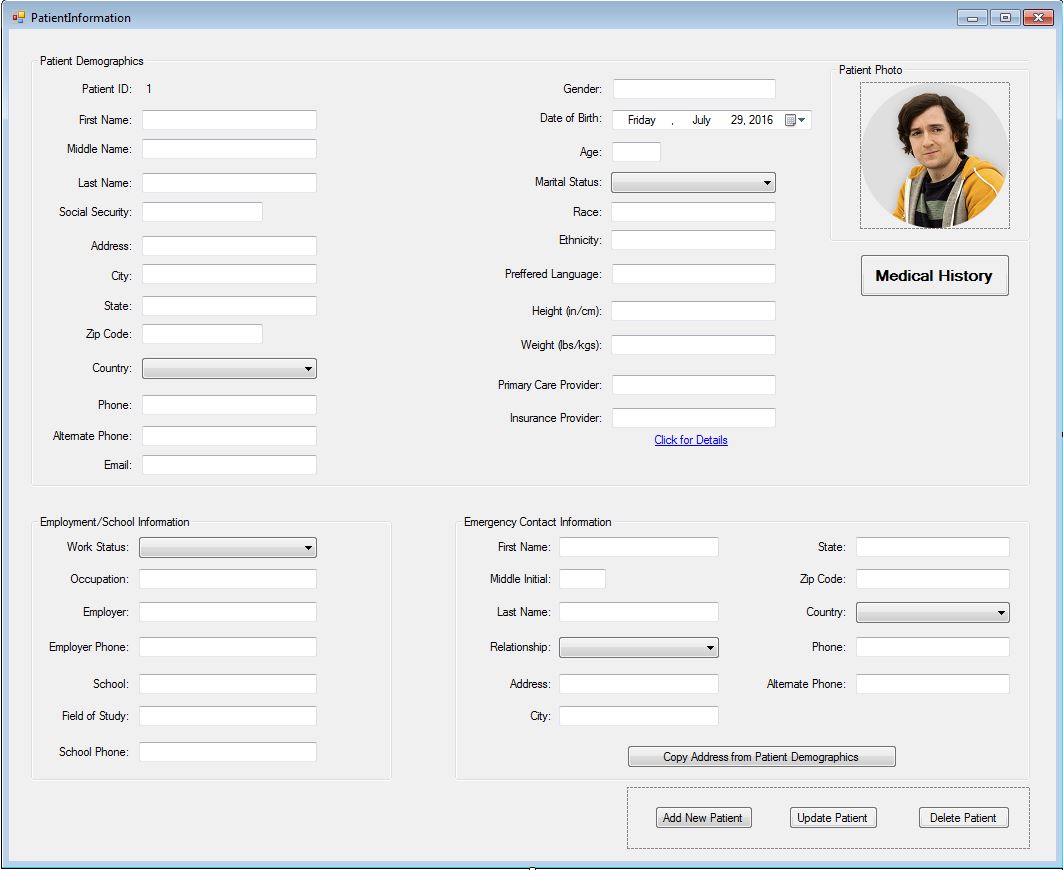 PatientInformation
Patient Demographics
Patient ID: 1
First Name:
Middle Name:
Last Name:
Social Security:
Address:
City:
State:
Zip Code:
Country:
Phone:
Alternate Phone:
Email:
Gender:
Date of Birth: Friday , July 29, 2016
Age:
Marital Status:
Race:
Ethnicity:
Preffered Language:
Height (in/cm):
Weight (lbs/kgs):
Primary Care Provider:
Insurance Provider:
Click for Details
Patient Photo
Medical History
Employment/School Information
Work Status:
Occupation:
Employer:
Employer Phone:
School:
Field of Study:
School Phone:
Emergency Contact Information
First Name:
Middle Initial:
Last Name:
Relationship:
Address:
City:
State:
Zip Code:
Country:
Phone:
Alternate Phone:
Copy Address from Patient Demographics
Add New Patient
Update Patient
Delete Patient